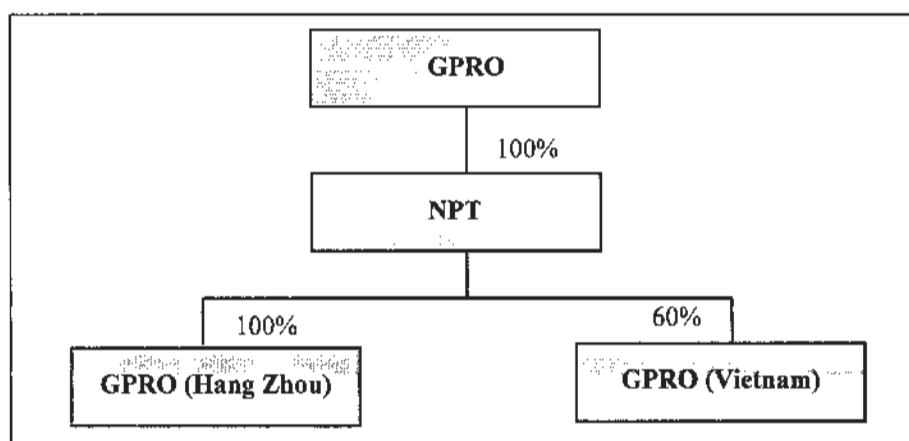 GPRO
100%
NPT
100%
60%
GPRO (Hang Zhou)
GPRO (Vietnam)